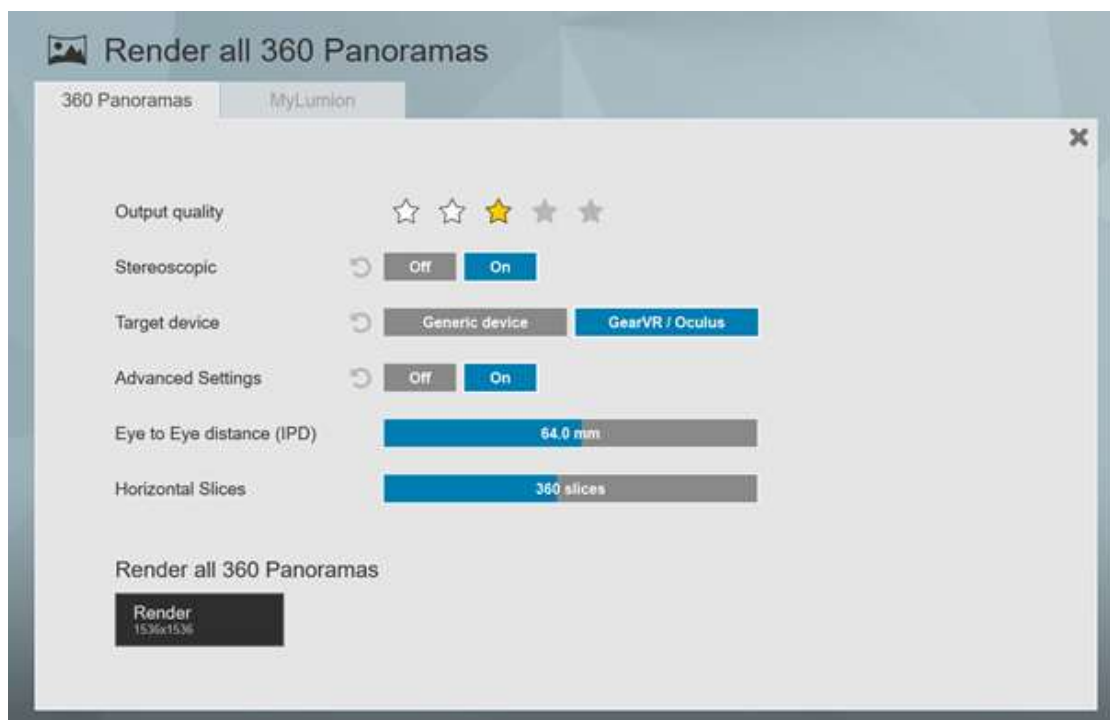 Render all 360 Panoramas
360 Panoramas MyLumion
Output quality
Stereoscopic Off On
Target device Generic device GearVR / Oculus
Advanced Settings Off On
Eye to Eye distance (IPD) 64.0 mm
Horizontal Slices 360 slices
Render all 360 Panoramas
Render
1536x1536